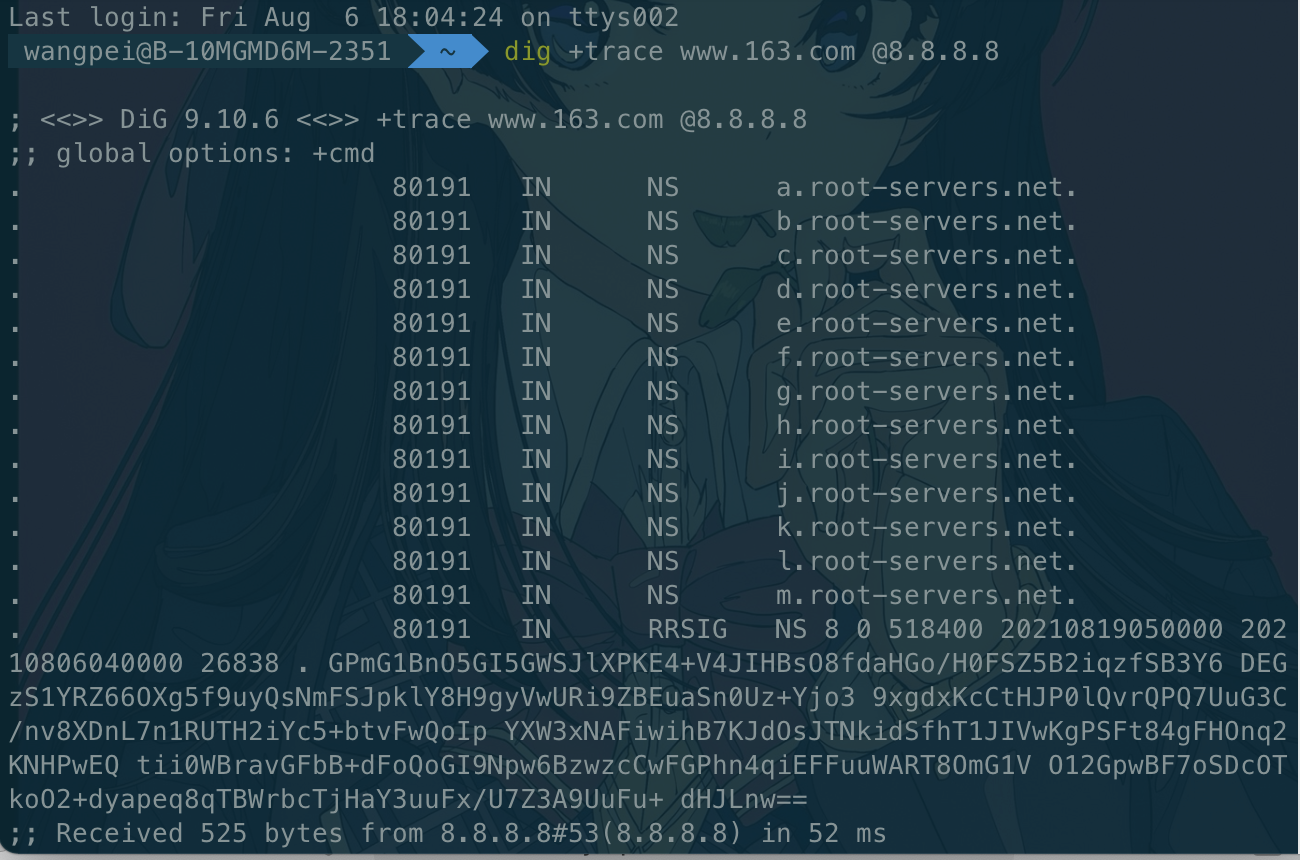 Last login: Fri Aug  6 18:04:24 on ttys002
wangpei@B-10MGMD6M-2351 ~ dig +trace www.163.com @8.8.8.8
; <<>> DiG 9.10.6 <<>> +trace www.163.com @8.8.8.8
;; global options: +cmd
. 80191 IN NS a.root-servers.net.
. 80191 IN NS b.root-servers.net.
. 80191 IN NS c.root-servers.net.
. 80191 IN NS d.root-servers.net.
. 80191 IN NS e.root-servers.net.
. 80191 IN NS f.root-servers.net.
. 80191 IN NS g.root-servers.net.
. 80191 IN NS h.root-servers.net.
. 80191 IN NS i.root-servers.net.
. 80191 IN NS j.root-servers.net.
. 80191 IN NS k.root-servers.net.
. 80191 IN NS l.root-servers.net.
. 80191 IN NS m.root-servers.net.
. 80191 IN RRSIG NS 8 0 518400 20210819050000 202
10806040000 26838 . GPmG1BnO5GI5GWSJlXPKE4+V4JIHBsO8fdaHGo/H0FSZ5B2iqzfSB3Y6 DEG
zS1YRZ66OXg5f9uyQsNmFSJpklY8H9gyVwURi9ZBEuaSn0Uz+Yjo3 9xgdxKcCtHJP0lQvrQPQ7UuG3C
/nv8XDnL7n1RUTH2iYc5+btvFwQoIp YXW3xNAFiwihB7KJdOsJTNkidSfhT1JIVwKgPSFt84gFHOnq2
KNHPwEQ tii0WBravGFbB+dFoQoGI9Npw6BzwzcCwFGPhn4qiEFFuuWART8OmG1V O12GpwBF7oSDcOT
koO2+dyapeq8qTBWrbcTjHaY3uuFx/U7Z3A9UuFu+ dHJLnw==
;; Received 525 bytes from 8.8.8.8#53(8.8.8.8) in 52 ms